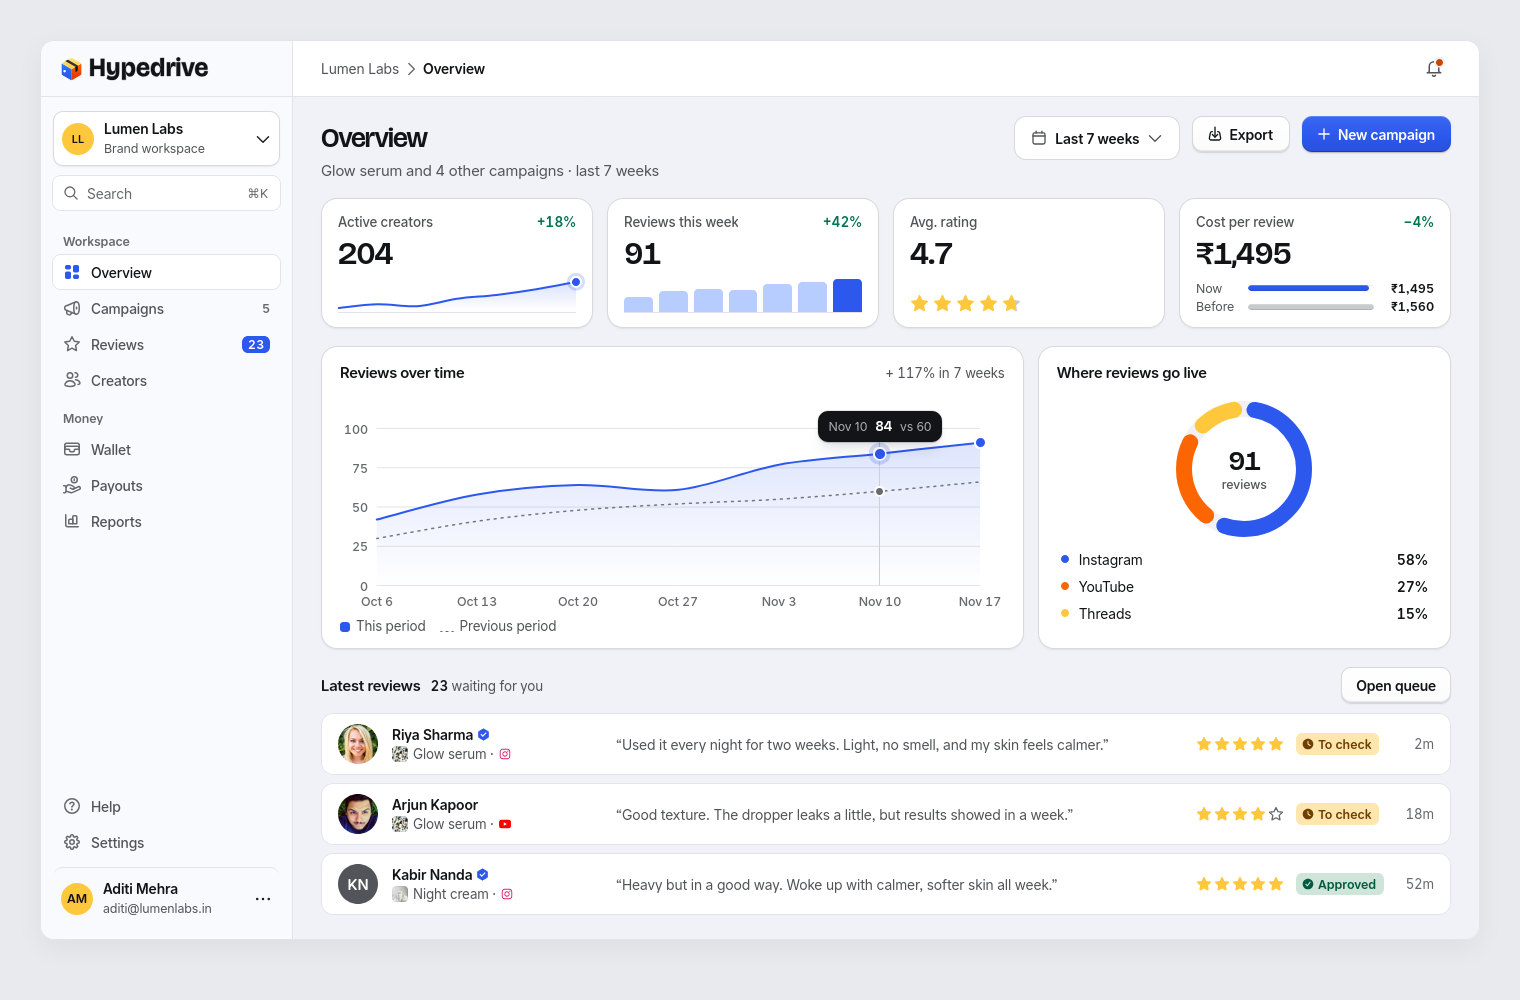 Hypedrive
Lumen Labs > Overview
LL
Lumen Labs
Brand workspace
Search ⌘K
Workspace
Overview
Campaigns 5
Reviews 23
Creators
Money
Wallet
Payouts
Reports
Help
Settings
AM
Aditi Mehra
aditi@lumenlabs.in
Overview
Glow serum and 4 other campaigns · last 7 weeks
Last 7 weeks
Export
+ New campaign
Active creators +18%
204
Reviews this week +42%
91
Avg. rating
4.7
Cost per review −4%
₹1,495
Now ₹1,495
Before ₹1,560
Reviews over time + 117% in 7 weeks
Nov 10 84 vs 60
100
75
50
25
0
Oct 6 Oct 13 Oct 20 Oct 27 Nov 3 Nov 10 Nov 17
This period Previous period
Where reviews go live
91
reviews
Instagram 58%
YouTube 27%
Threads 15%
Latest reviews 23 waiting for you
Open queue
Riya Sharma
Glow serum ·
“Used it every night for two weeks. Light, no smell, and my skin feels calmer.”
To check 2m
Arjun Kapoor
Glow serum ·
“Good texture. The dropper leaks a little, but results showed in a week.”
To check 18m
KN
Kabir Nanda
Night cream ·
“Heavy but in a good way. Woke up with calmer, softer skin all week.”
Approved 52m